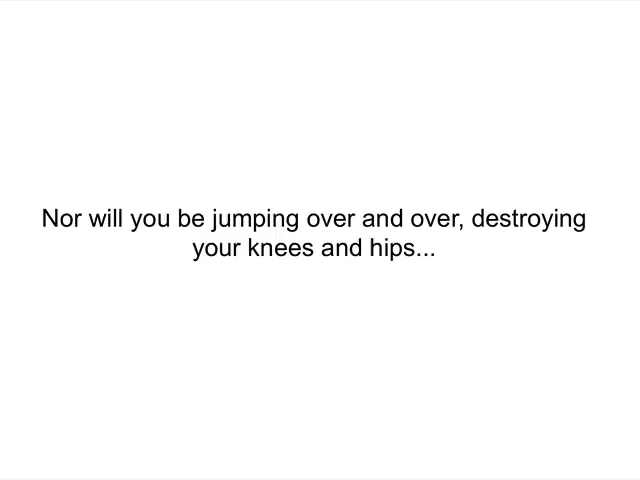 Nor will you be jumping over and over, destroying
your knees and hips...